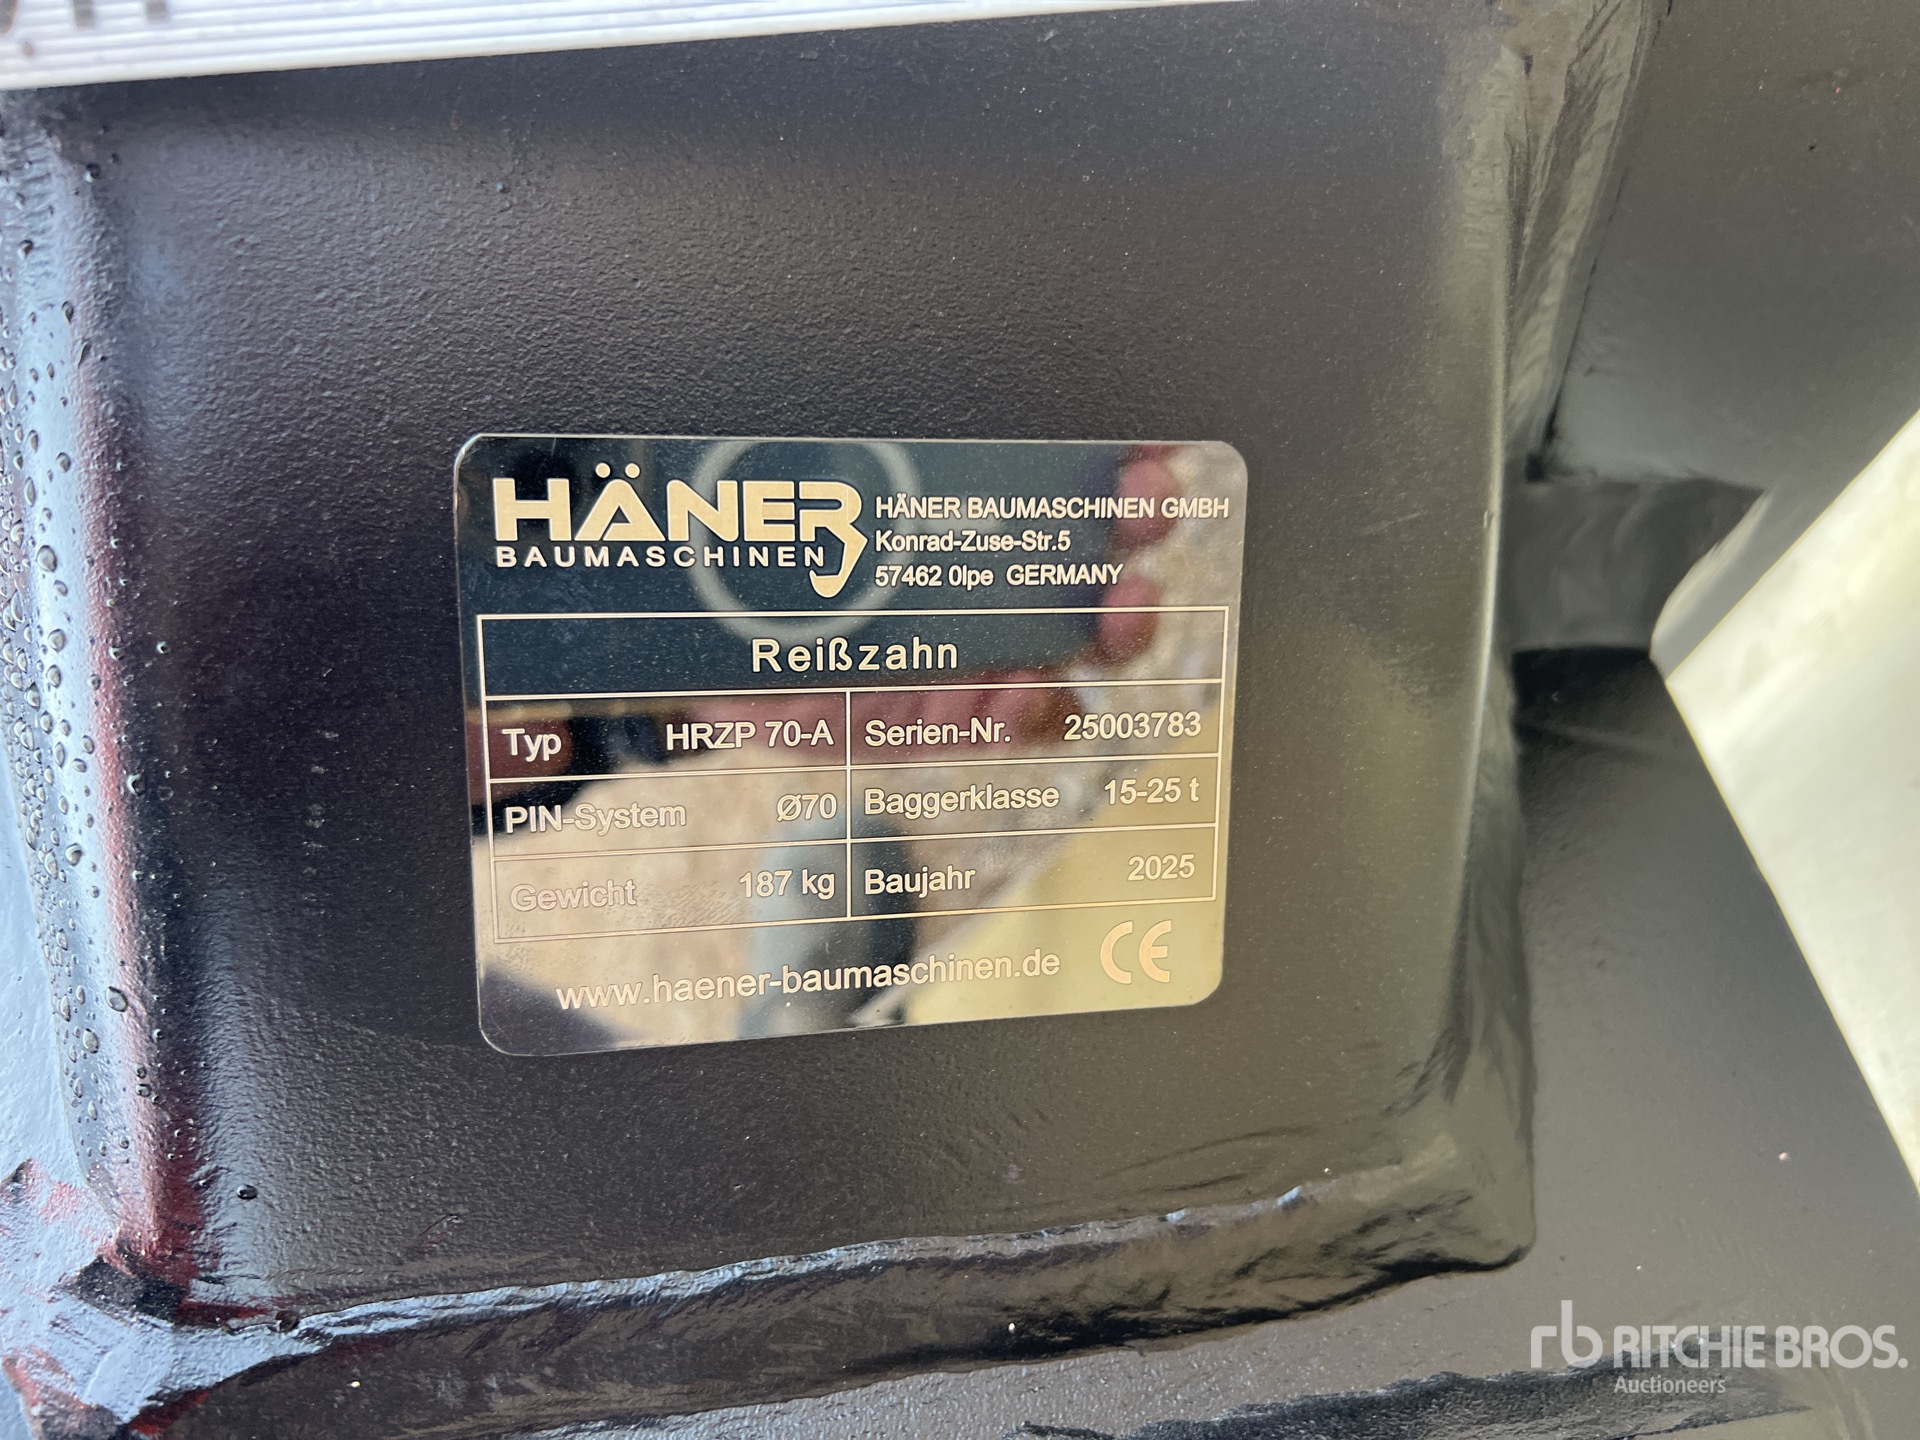 HÄNER
BAUMASCHINEN
HÄNER BAUMASCHINEN GMBH
Konrad-Zuse-Str.5
57462 Olpe GERMANY
Reißzahn
Typ HRZP 70-A
Serien-Nr. 25003783
PIN-System Ø70
Baggerklasse 15-25 t
Gewicht 187 kg
Baujahr 2025
www.haener-baumaschinen.de CE
rb RITCHIE BROS.
Auctioneers